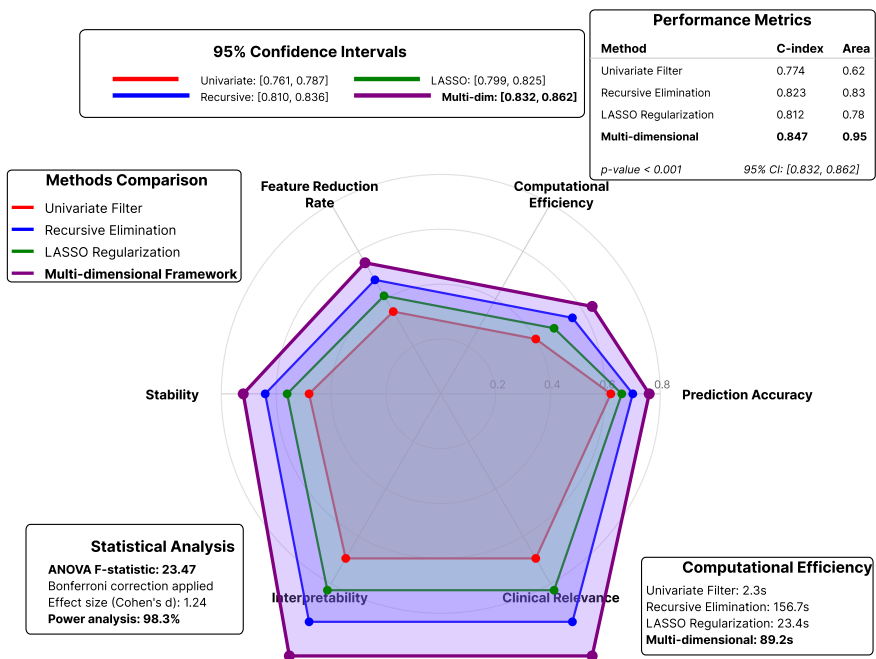 95% Confidence Intervals
Univariate: [0.761, 0.787]
LASSO: [0.799, 0.825]
Recursive: [0.810, 0.836]
Multi-dim: [0.832, 0.862]
Performance Metrics
Method C-index Area
Univariate Filter 0.774 0.62
Recursive Elimination 0.823 0.83
LASSO Regularization 0.812 0.78
Multi-dimensional 0.847 0.95
p-value < 0.001 95% CI: [0.832, 0.862]
Methods Comparison
Univariate Filter
Recursive Elimination
LASSO Regularization
Multi-dimensional Framework
Feature Reduction
Rate
Computational
Efficiency
Stability
0.2 0.4 0.6 0.8
Prediction Accuracy
Interpretability
Clinical Relevance
Statistical Analysis
ANOVA F-statistic: 23.47
Bonferroni correction applied
Effect size (Cohen's d): 1.24
Power analysis: 98.3%
Computational Efficiency
Univariate Filter: 2.3s
Recursive Elimination: 156.7s
LASSO Regularization: 23.4s
Multi-dimensional: 89.2s